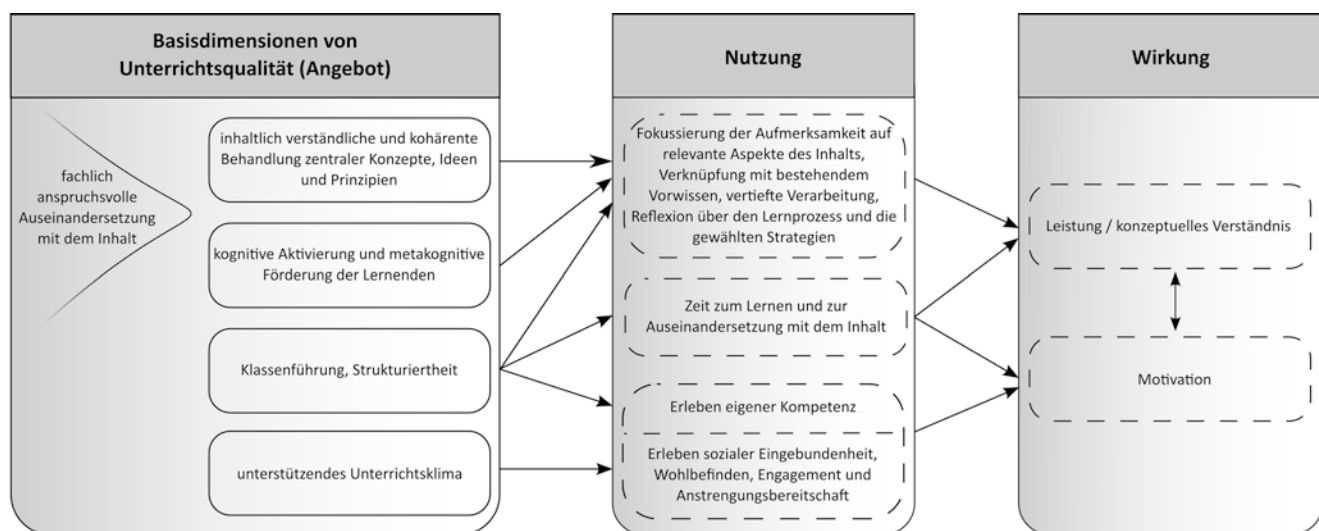 Basisdimensionen von
Unterrichtsqualität (Angebot)
fachlich
anspruchsvolle
Auseinandersetzung
mit dem Inhalt
inhaltlich verständliche und kohärente
Behandlung zentraler Konzepte, Ideen
und Prinzipien
kognitive Aktivierung und metakognitive
Förderung der Lernenden
Klassenführung, Strukturiertheit
unterstützendes Unterrichtsklima
Nutzung
Fokussierung der Aufmerksamkeit auf
relevante Aspekte des Inhalts,
Verknüpfung mit bestehendem
Vorwissen, vertiefte Verarbeitung,
Reflexion über den Lernprozess und die
gewählten Strategien
Zeit zum Lernen und zur
Auseinandersetzung mit dem Inhalt
Erleben eigener Kompetenz
Erleben sozialer Eingebundenheit,
Wohlbefinden, Engagement und
Anstrengungsbereitschaft
Wirkung
Leistung / konzeptuelles Verständnis
Motivation